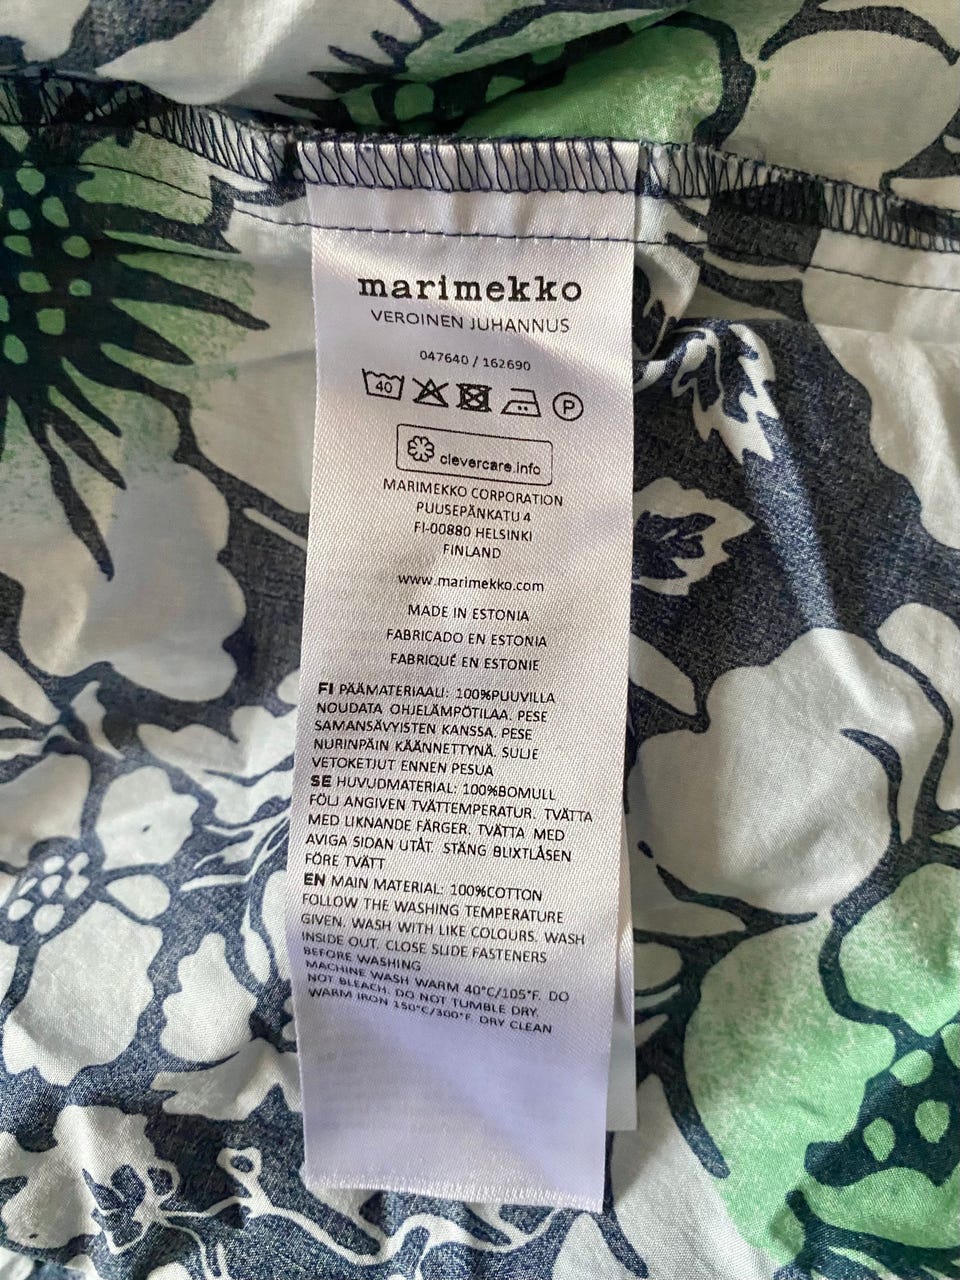 marimekko
VEROINEN JUHANNUS
047640 / 162690
40 P
clevercare.info
MARIMEKKO CORPORATION
PUUSEPÄNKATU 4
FI-00880 HELSINKI
FINLAND
www.marimekko.com
MADE IN ESTONIA
FABRICADO EN ESTONIA
FABRIQUÉ EN ESTONIE
FI PÄÄMATERIAALI: 100%PUUVILLA
NOUDATA OHJELÄMPÖTILAA. PESE
SAMANSÄVYISTEN KANSSA. PESE
NURINPÄIN KÄÄNNETTYNÄ. SULJE
VETOKETJUT ENNEN PESUA
SE HUVUDMATERIAL: 100%BOMULL
FÖLJ ANGIVEN TVÄTTEMPERATUR. TVÄTTA
MED LIKNANDE FÄRGER. TVÄTTA MED
AVIGA SIDAN UTÅT. STÄNG BLIXTLÅSEN
FÖRE TVÄTT
EN MAIN MATERIAL: 100%COTTON
FOLLOW THE WASHING TEMPERATURE
GIVEN. WASH WITH LIKE COLOURS. WASH
INSIDE OUT. CLOSE SLIDE FASTENERS
BEFORE WASHING
MACHINE WASH WARM 40°C/105°F. DO
NOT BLEACH. DO NOT TUMBLE DRY.
WARM IRON 150°C/300°F. DRY CLEAN